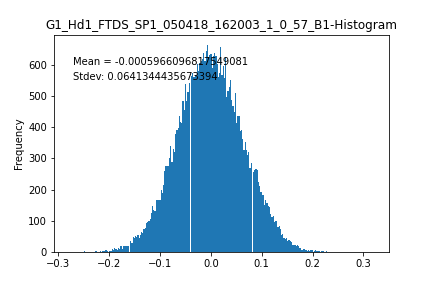 G1_Hd1_FTDS_SP1_050418_162003_1_0_57_B1-Histogram
Mean = -0.0005966096817549081
Stdev: 0.0641344435673394
Frequency
600
500
400
300
200
100
0
-0.3 -0.2 -0.1 0.0 0.1 0.2 0.3